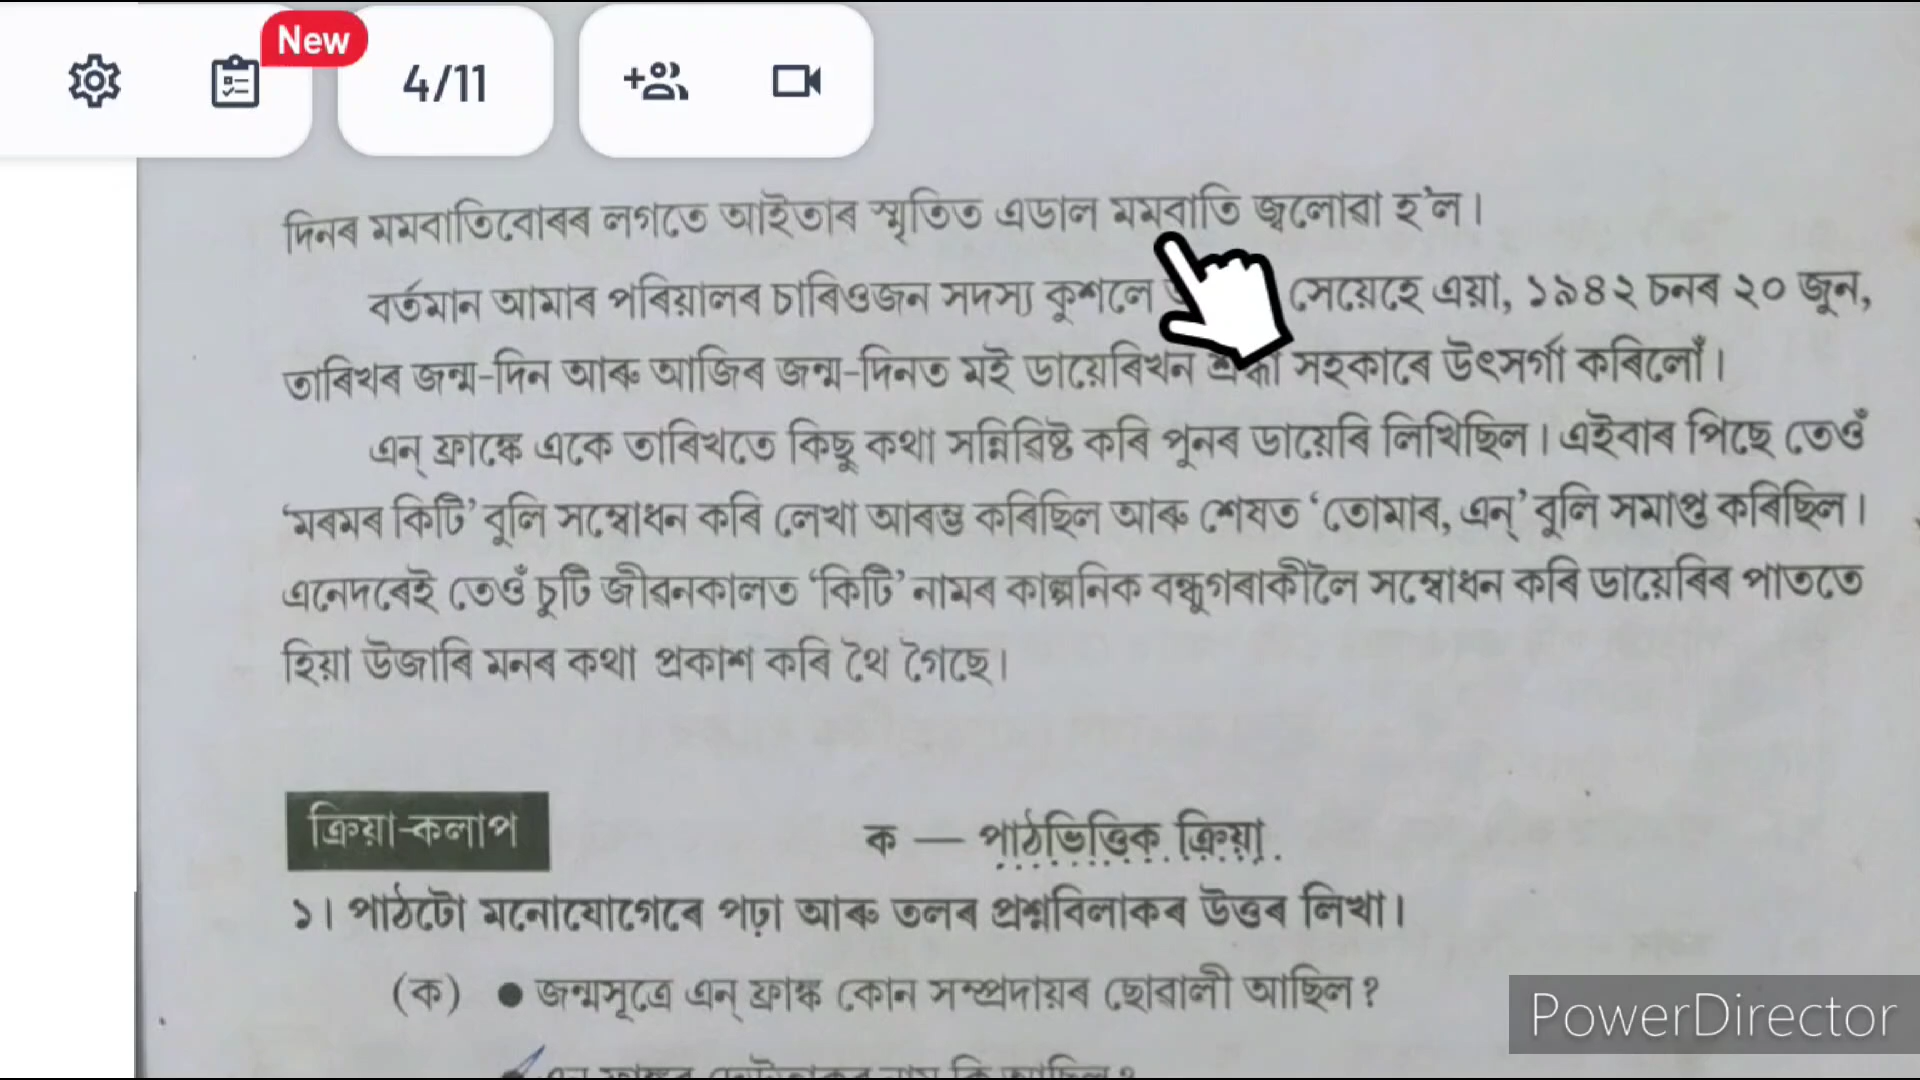 New
4/11
দিনৰ মমবাতিবোৰৰ লগতে আইতাৰ স্মৃতিত এডাল মমবাতি জ্বলোৱা হ’ল।
বৰ্তমান আমাৰ পৰিয়ালৰ চাৰিওজন সদস্য কুশলে সেয়েহে এয়া, ১৯৪২ চনৰ ২০ জুন,
তাৰিখৰ জন্ম-দিন আৰু আজিৰ জন্ম-দিনত মই ডায়েৰিখন শ্ৰদ্ধা সহকাৰে উৎসৰ্গা কৰিলোঁ।
এন্ ফ্ৰাঙ্কে একে তাৰিখতে কিছু কথা সন্নিৱিষ্ট কৰি পুনৰ ডায়েৰি লিখিছিল। এইবাৰ পিছে তেওঁ
‘মৰমৰ কিটি’ বুলি সম্বোধন কৰি লেখা আৰম্ভ কৰিছিল আৰু শেষত ‘তোমাৰ, এন্’ বুলি সমাপ্ত কৰিছিল।
এনেদৰেই তেওঁ চুটি জীৱনকালত ‘কিটি’ নামৰ কাল্পনিক বন্ধুগৰাকীলৈ সম্বোধন কৰি ডায়েৰিৰ পাততে
হিয়া উজাৰি মনৰ কথা প্ৰকাশ কৰি থৈ গৈছে।
ক্ৰিয়া-কলাপ
ক — পাঠভিত্তিক ক্ৰিয়া
১। পাঠটো মনোযোগেৰে পঢ়া আৰু তলৰ প্ৰশ্নবিলাকৰ উত্তৰ লিখা।
(ক) ● জন্মসূত্ৰে এন্ ফ্ৰাঙ্ক কোন সম্প্ৰদায়ৰ ছোৱালী আছিল?
PowerDirector